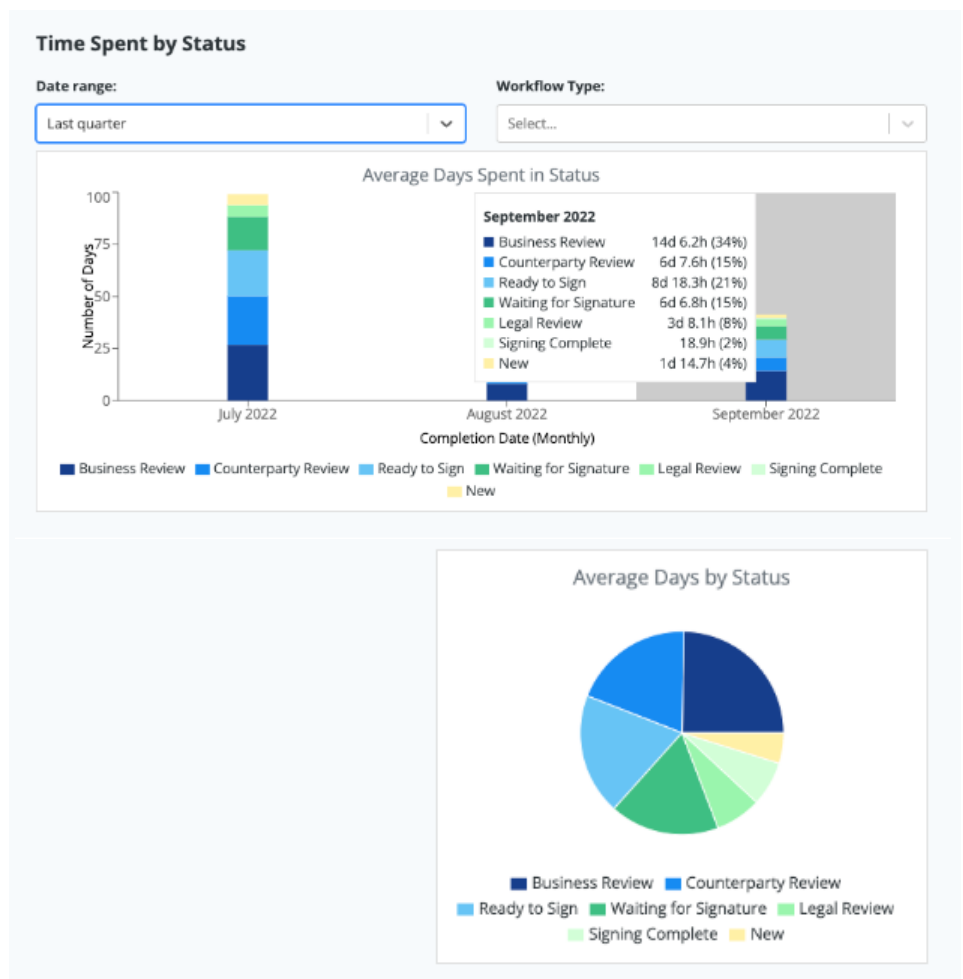 Time Spent by Status
Date range: Workflow Type:
Last quarter Select...
Average Days Spent in Status
Number of Days
100
75
50
25
0
September 2022
Business Review 14d 6.2h (34%)
Counterparty Review 6d 7.6h (15%)
Ready to Sign 8d 18.3h (21%)
Waiting for Signature 6d 6.8h (15%)
Legal Review 3d 8.1h (8%)
Signing Complete 18.9h (2%)
New 1d 14.7h (4%)
July 2022 August 2022 September 2022
Completion Date (Monthly)
Business Review Counterparty Review Ready to Sign Waiting for Signature Legal Review Signing Complete
New
Average Days by Status
Business Review Counterparty Review
Ready to Sign Waiting for Signature Legal Review
Signing Complete New